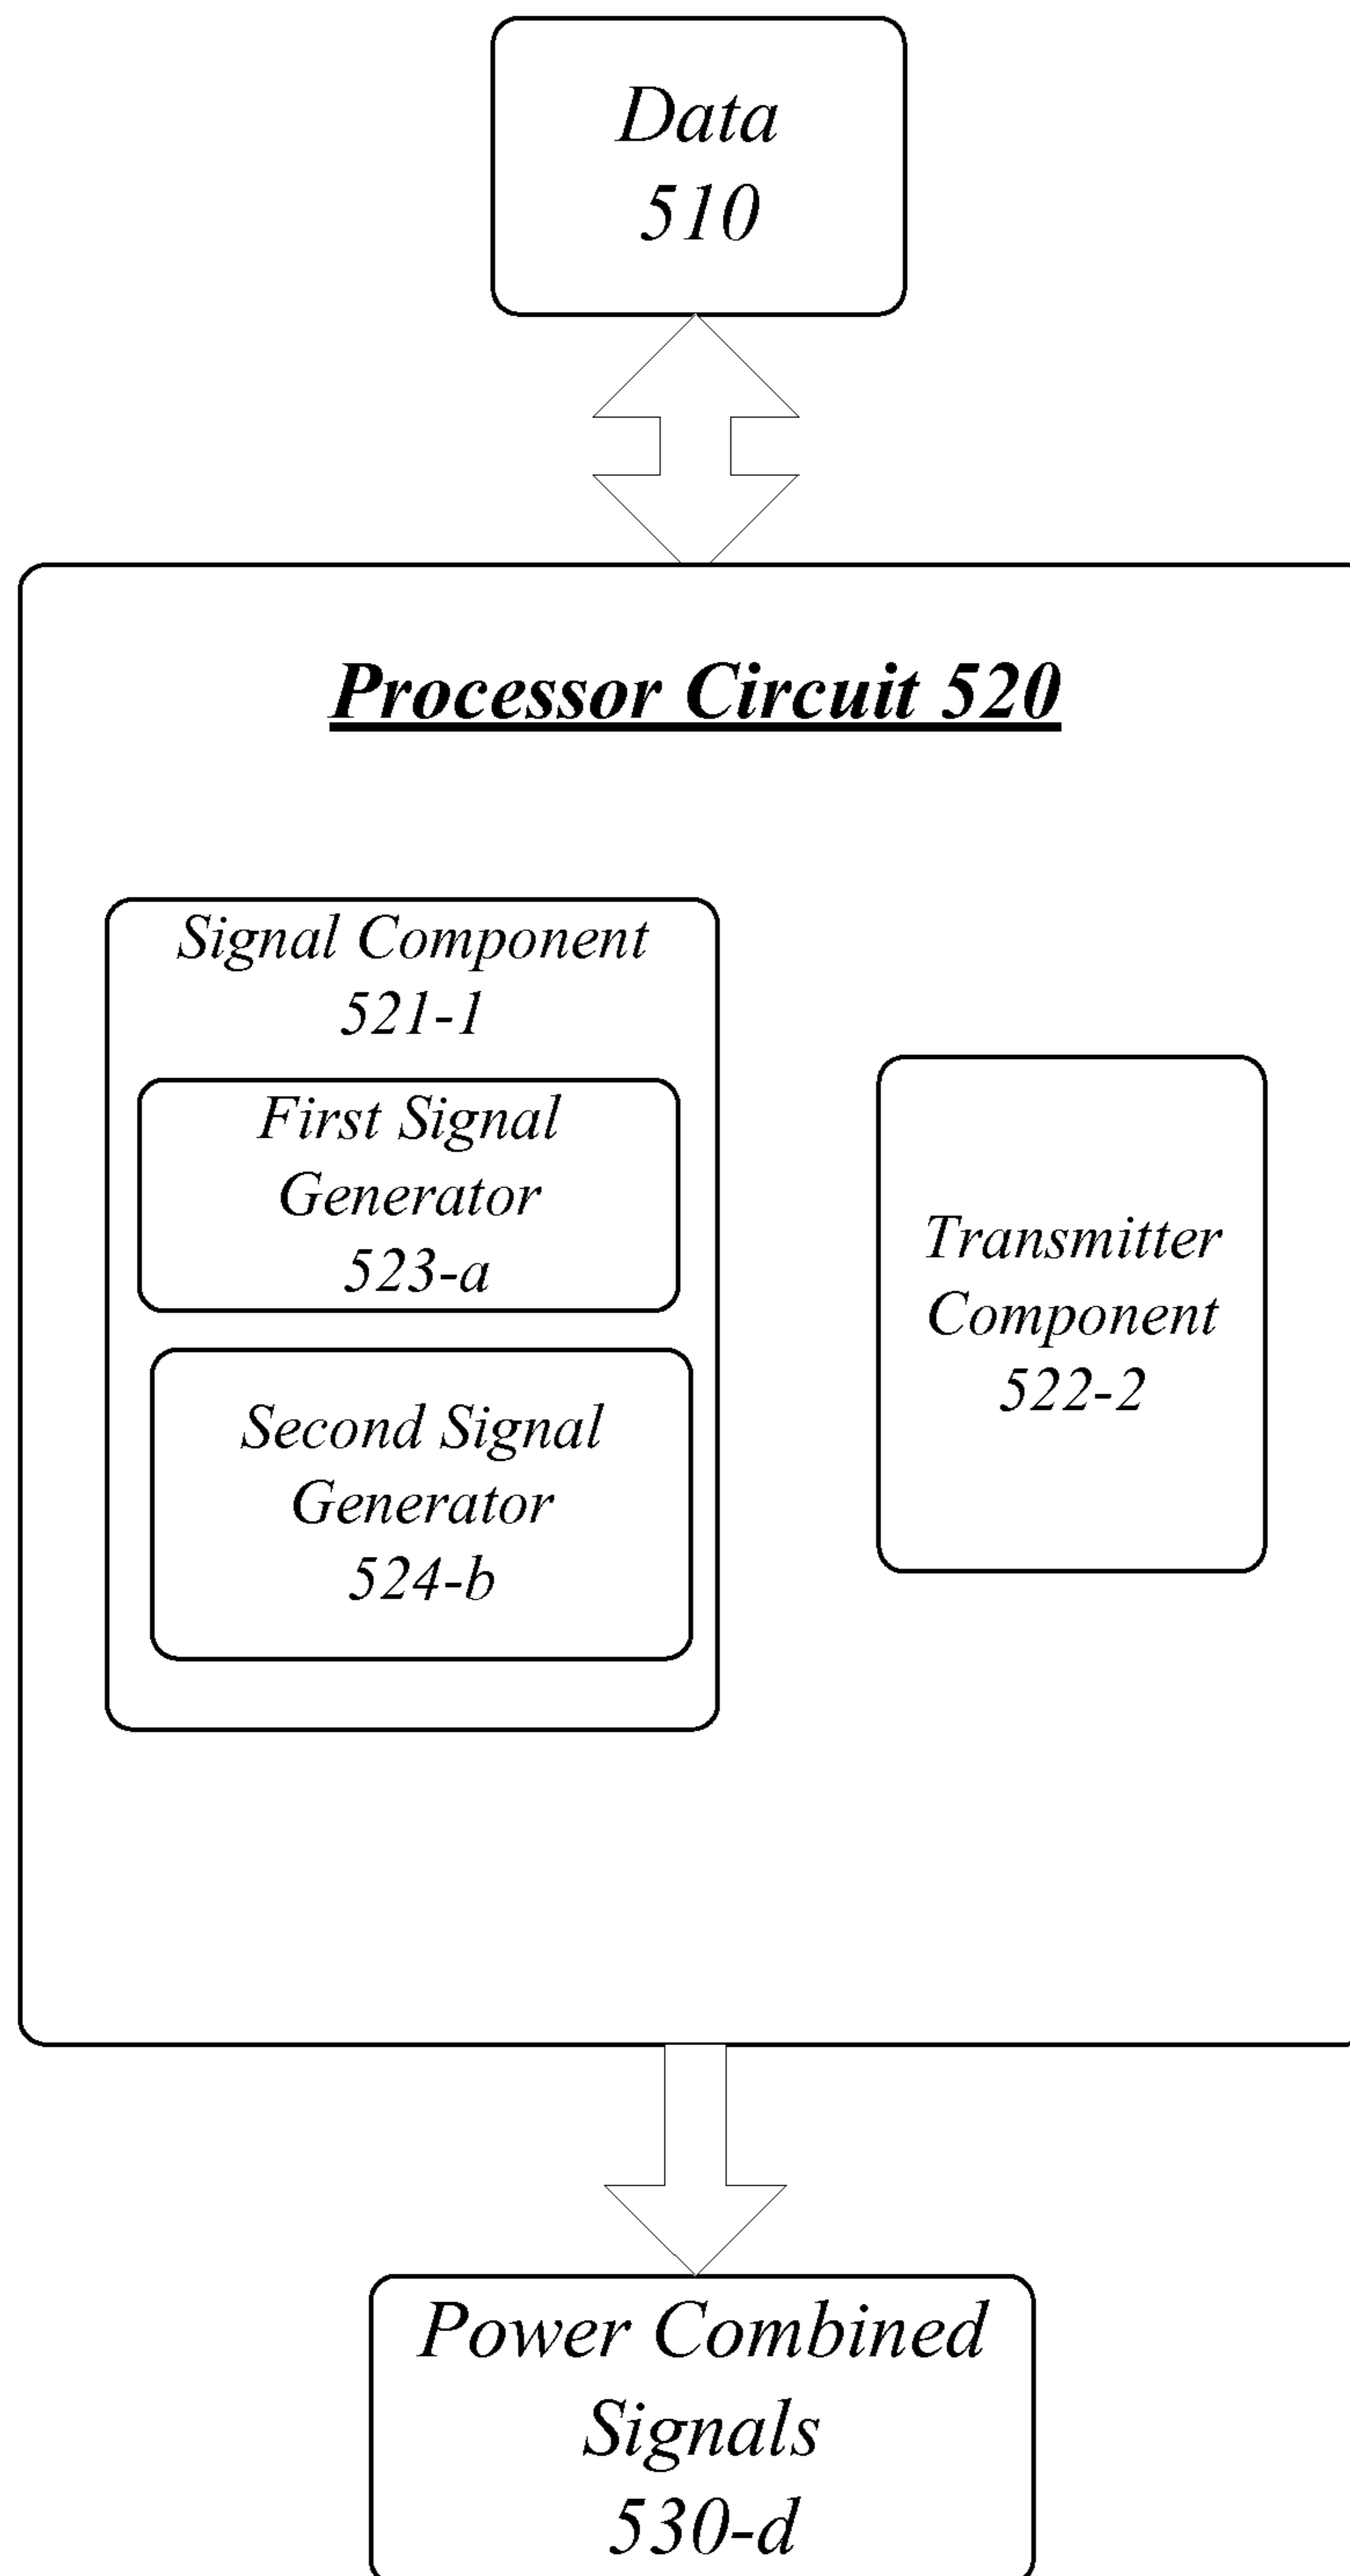 Data
510
Processor Circuit 520
Signal Component
521-1
First Signal
Generator
523-a
Second Signal
Generator
524-b
Transmitter
Component
522-2
Power Combined
Signals
530-d